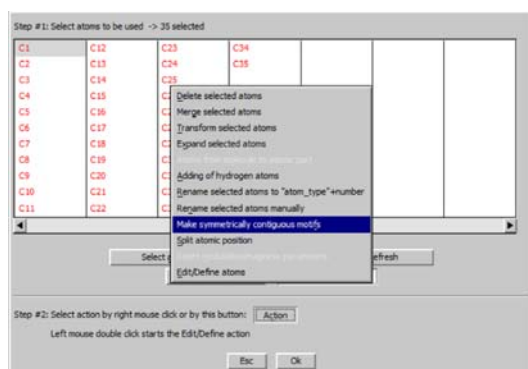 Step #1: Select atoms to be used -> 35 selected
C1 C12 C23 C34
C2 C13 C24 C35
C3 C14 C25
C4 C15
C5 C16
C6 C17
C7 C18
C8 C19
C9 C20
C10 C21
C11 C22
Delete selected atoms
Merge selected atoms
Transform selected atoms
Expand selected atoms
Adding of hydrogen atoms
Rename selected atoms to "atom_type"+number
Rename selected atoms manually
Make symmetrically contiguous motifs
Split atomic position
Edit/Define atoms
Select
efresh
Step #2: Select action by right mouse click or by this button: Action
Left mouse double click starts the Edit/Define action
Esc Ok